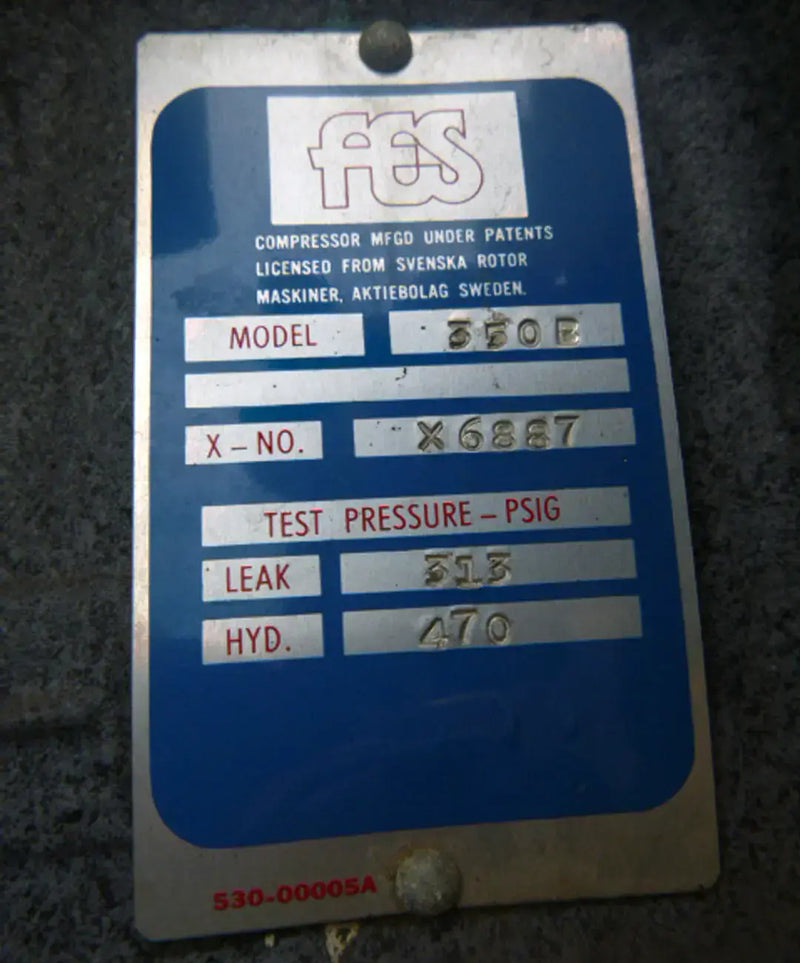 FES
COMPRESSOR MFGD UNDER PATENTS
LICENSED FROM SVENSKA ROTOR
MASKINER, AKTIEBOLAG SWEDEN.
MODEL 350B
X-NO. X6887
TEST PRESSURE-PSIG
LEAK 313
HYD. 470
530-00005A